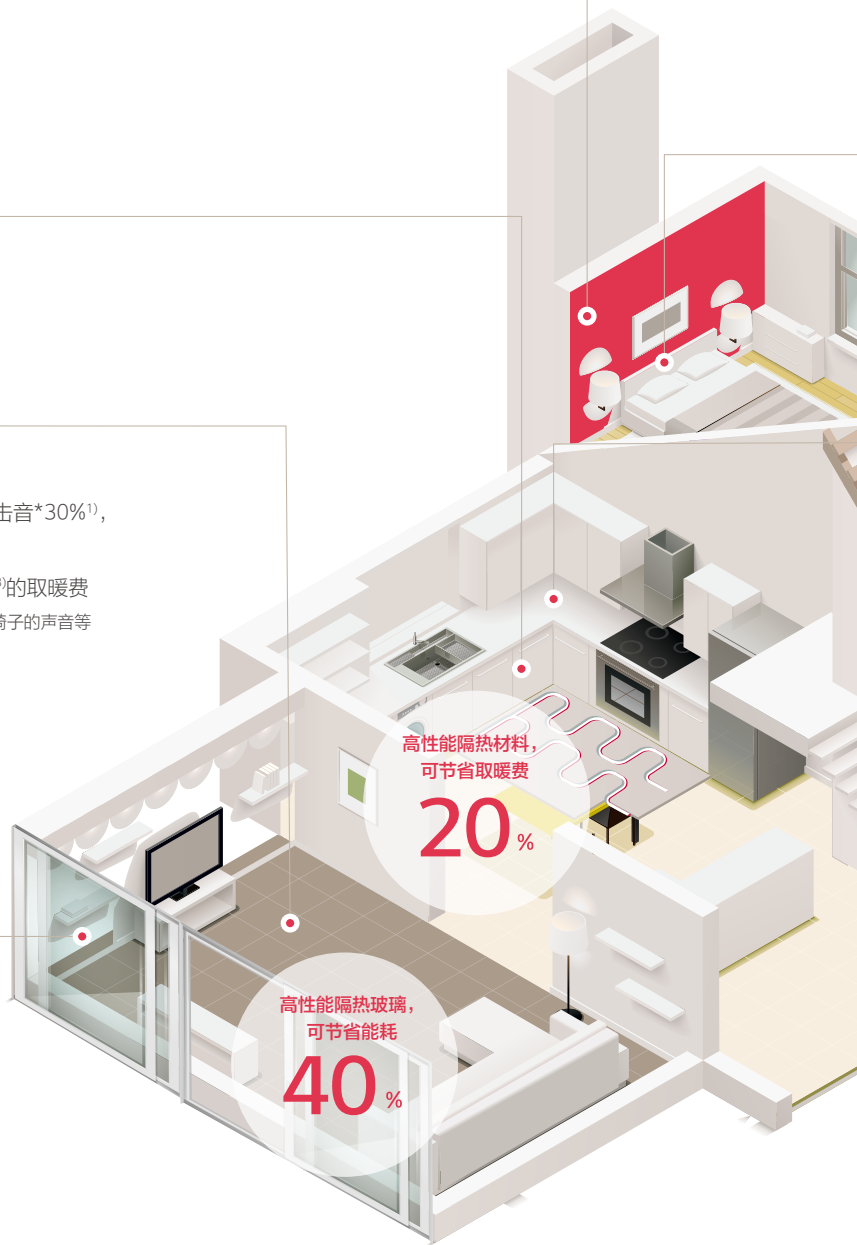 击音*30%¹⁾，
的取暖费
椅子的声音等
高性能隔热材料，
可节省取暖费
20%
高性能隔热玻璃，
可节省能耗
40%